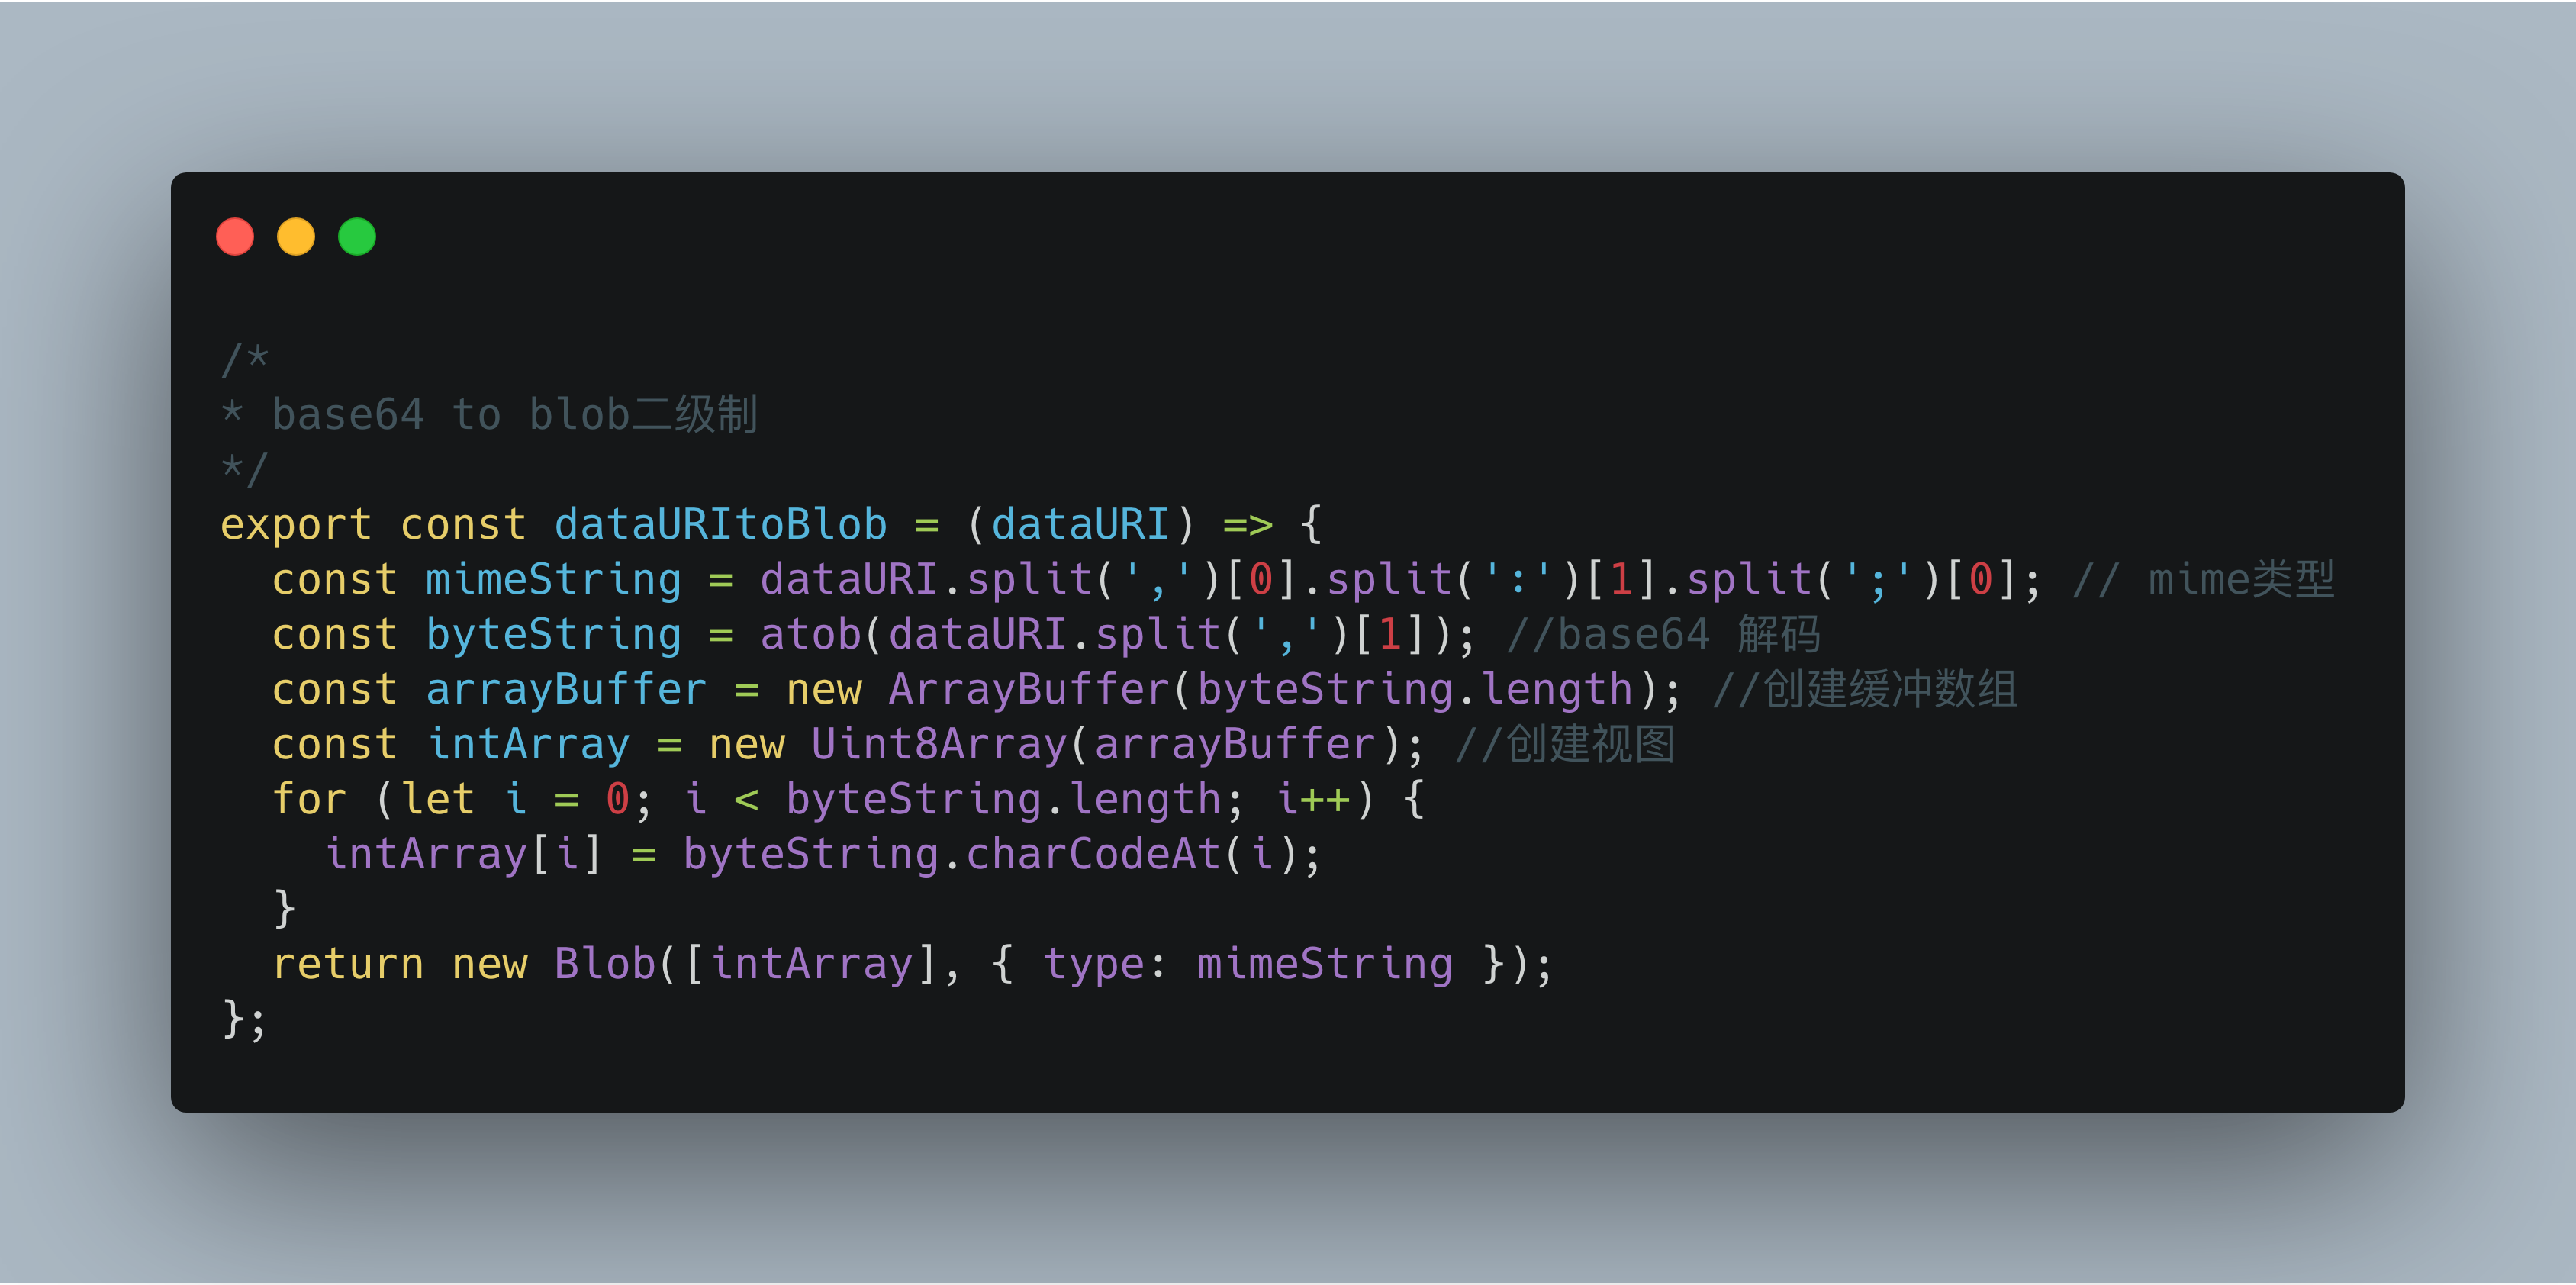 /*
* base64 to blob二级制
*/
export const dataURItoBlob = (dataURI) => {
  const mimeString = dataURI.split(',')[0].split(':')[1].split(';')[0]; // mime类型
  const byteString = atob(dataURI.split(',')[1]); //base64 解码
  const arrayBuffer = new ArrayBuffer(byteString.length); //创建缓冲数组
  const intArray = new Uint8Array(arrayBuffer); //创建视图
  for (let i = 0; i < byteString.length; i++) {
    intArray[i] = byteString.charCodeAt(i);
  }
  return new Blob([intArray], { type: mimeString });
};